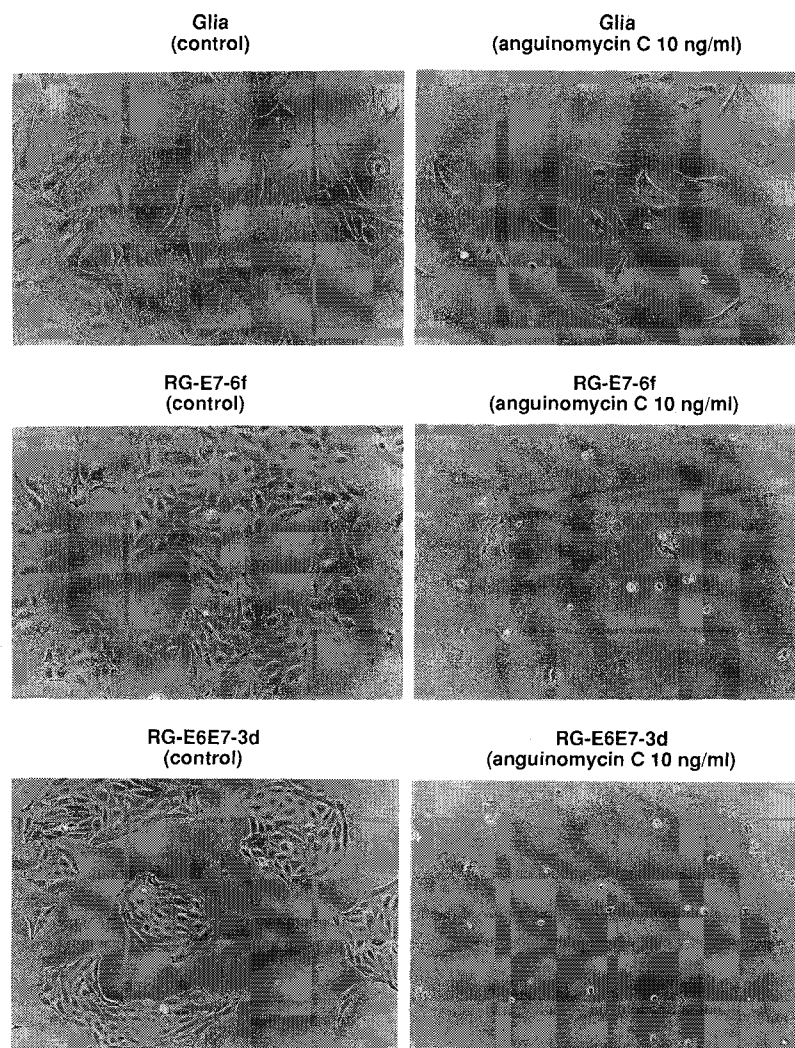 Glia
(control)
Glia
(anguinomycin C 10 ng/ml)
RG-E7-6f
(control)
RG-E7-6f
(anguinomycin C 10 ng/ml)
RG-E6E7-3d
(control)
RG-E6E7-3d
(anguinomycin C 10 ng/ml)